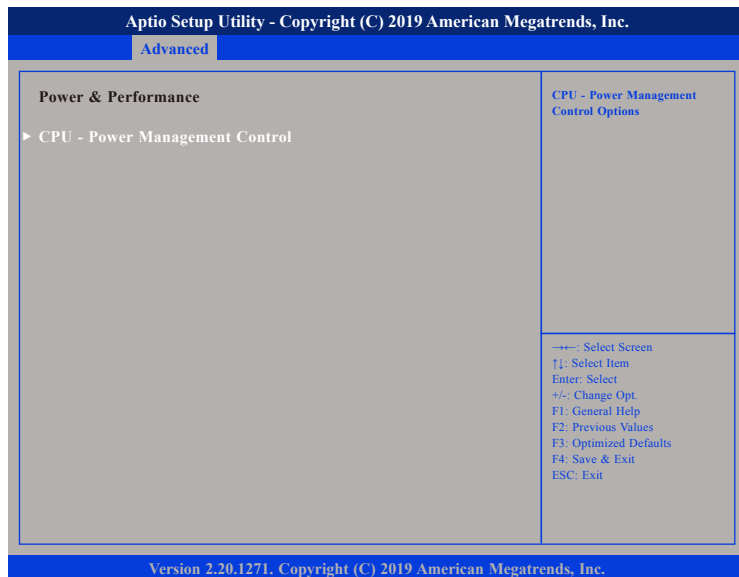 Aptio Setup Utility - Copyright (C) 2019 American Megatrends, Inc.
Advanced
Power & Performance
▶ CPU - Power Management Control
CPU - Power Management
Control Options
→←: Select Screen
↑↓: Select Item
Enter: Select
+/-: Change Opt.
F1: General Help
F2: Previous Values
F3: Optimized Defaults
F4: Save & Exit
ESC: Exit
Version 2.20.1271. Copyright (C) 2019 American Megatrends, Inc.